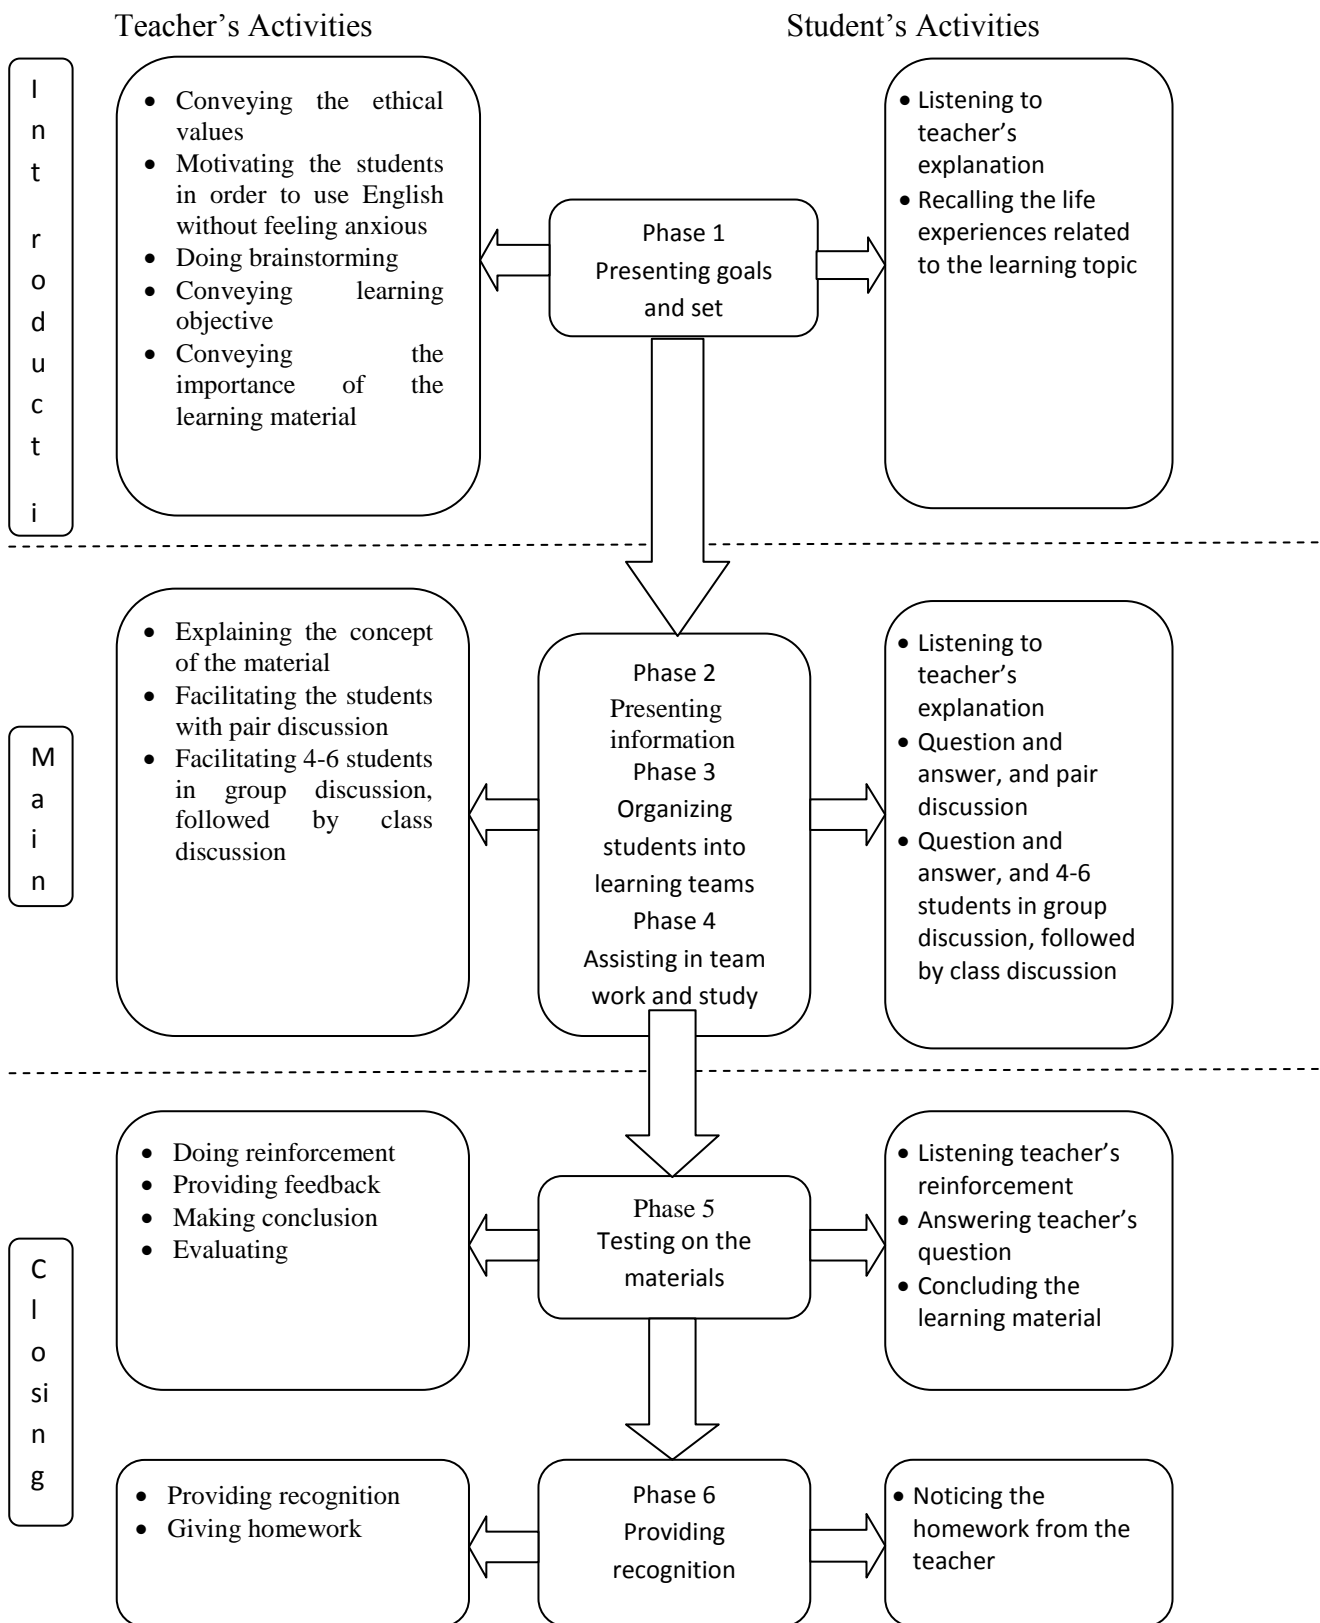 Teacher’s Activities
Student’s Activities
I
n
t
r
o
d
u
c
t
i
• Conveying the ethical
values
• Motivating the students
in order to use English
without feeling anxious
• Doing brainstorming
• Conveying learning
objective
• Conveying the
importance of the
learning material
Phase 1
Presenting goals
and set
• Listening to
teacher’s
explanation
• Recalling the life
experiences related
to the learning topic
M
a
i
n
• Explaining the concept
of the material
• Facilitating the students
with pair discussion
• Facilitating 4-6 students
in group discussion,
followed by class
discussion
Phase 2
Presenting
information
Phase 3
Organizing
students into
learning teams
Phase 4
Assisting in team
work and study
• Listening to
teacher’s
explanation
• Question and
answer, and pair
discussion
• Question and
answer, and 4-6
students in group
discussion, followed
by class discussion
C
l
o
si
n
g
• Doing reinforcement
• Providing feedback
• Making conclusion
• Evaluating
Phase 5
Testing on the
materials
• Listening teacher’s
reinforcement
• Answering teacher’s
question
• Concluding the
learning material
• Providing recognition
• Giving homework
Phase 6
Providing
recognition
• Noticing the
homework from the
teacher